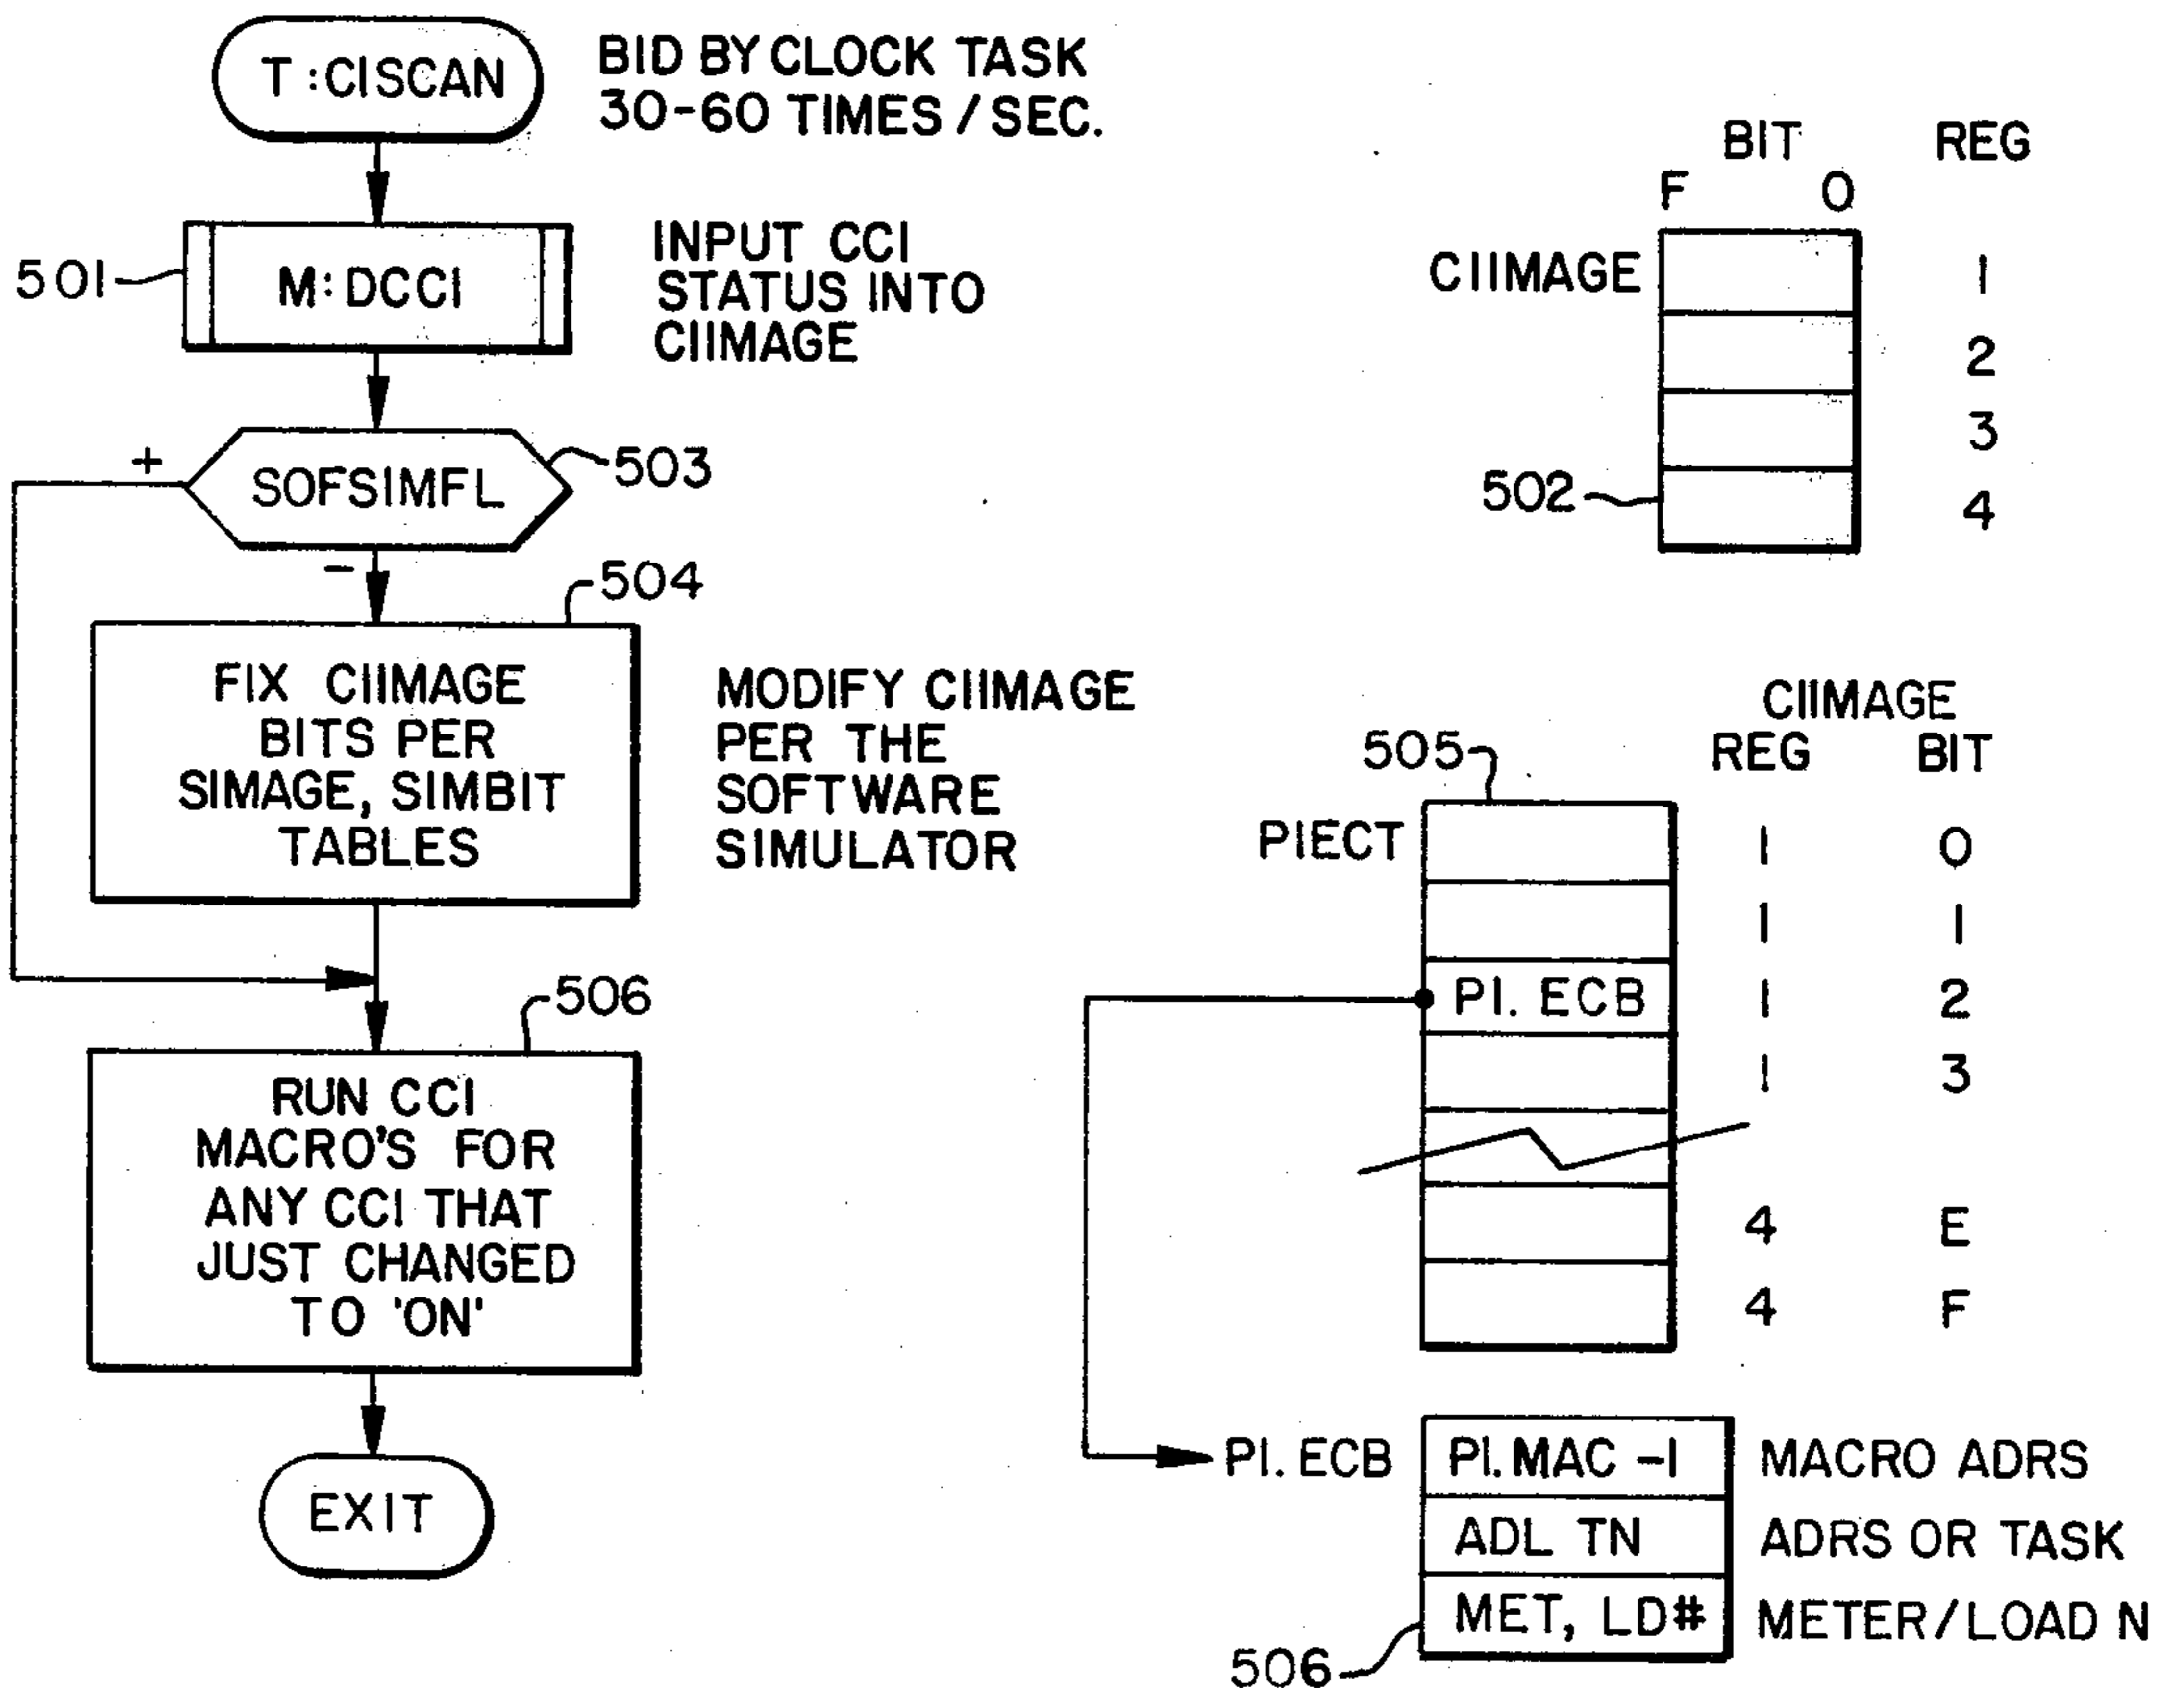 T:CISCAN
BID BY CLOCK TASK
30-60 TIMES/SEC.
501
M:DCCI
INPUT CCI
STATUS INTO
CIIMAGE
+
SOFSIMFL
503
-
504
FIX CIIMAGE
BITS PER
SIMAGE, SIMBIT
TABLES
MODIFY CIIMAGE
PER THE
SOFTWARE
SIMULATOR
506
RUN CCI
MACRO'S FOR
ANY CCI THAT
JUST CHANGED
TO 'ON'
EXIT
BIT REG
F 0
CIIMAGE 1
2
3
502 4
CIIMAGE
505 REG BIT
PIECT 1 0
1 1
PI. ECB 1 2
1 3
4 E
4 F
PI. ECB PI.MAC -1 MACRO ADRS
ADL TN ADRS OR TASK
MET, LD# METER/LOAD N
506